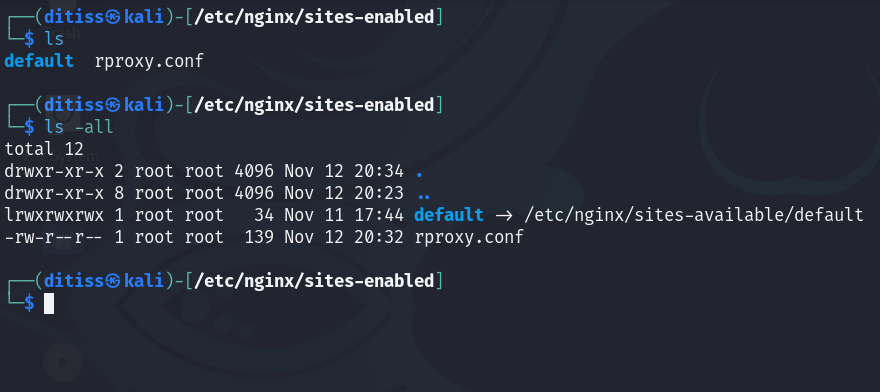 ┌──(ditiss㉿kali)-[/etc/nginx/sites-enabled]
└─$ ls
default  rproxy.conf
┌──(ditiss㉿kali)-[/etc/nginx/sites-enabled]
└─$ ls -all
total 12
drwxr-xr-x 2 root root 4096 Nov 12 20:34 .
drwxr-xr-x 8 root root 4096 Nov 12 20:23 ..
lrwxrwxrwx 1 root root   34 Nov 11 17:44 default -> /etc/nginx/sites-available/default
-rw-r--r-- 1 root root  139 Nov 12 20:32 rproxy.conf
┌──(ditiss㉿kali)-[/etc/nginx/sites-enabled]
└─$